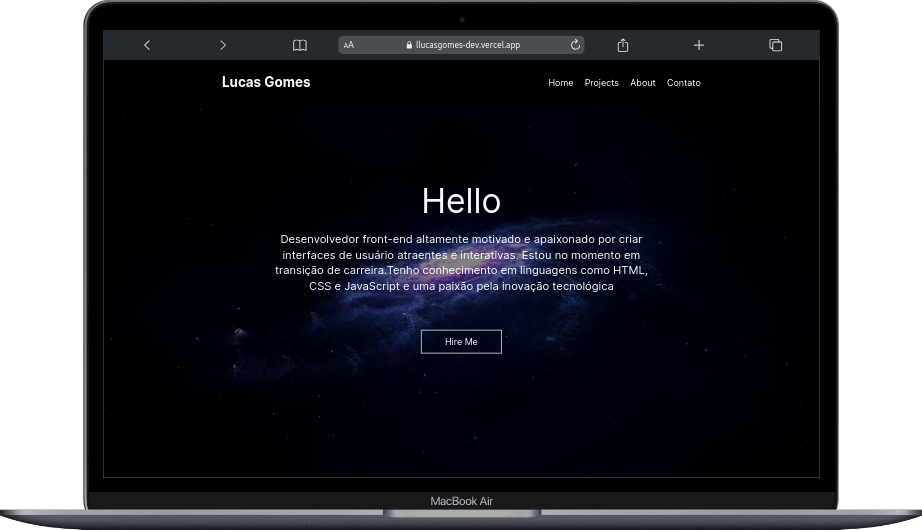 AA llucasgomes-dev.vercel.app
Lucas Gomes Home Projects About Contato
Hello
Desenvolvedor front-end altamente motivado e apaixonado por criar
interfaces de usuário atraentes e interativas. Estou no momento em
transição de carreira.Tenho conhecimento em linguagens como HTML,
CSS e JavaScript e uma paixão pela inovação tecnológica
Hire Me
MacBook Air